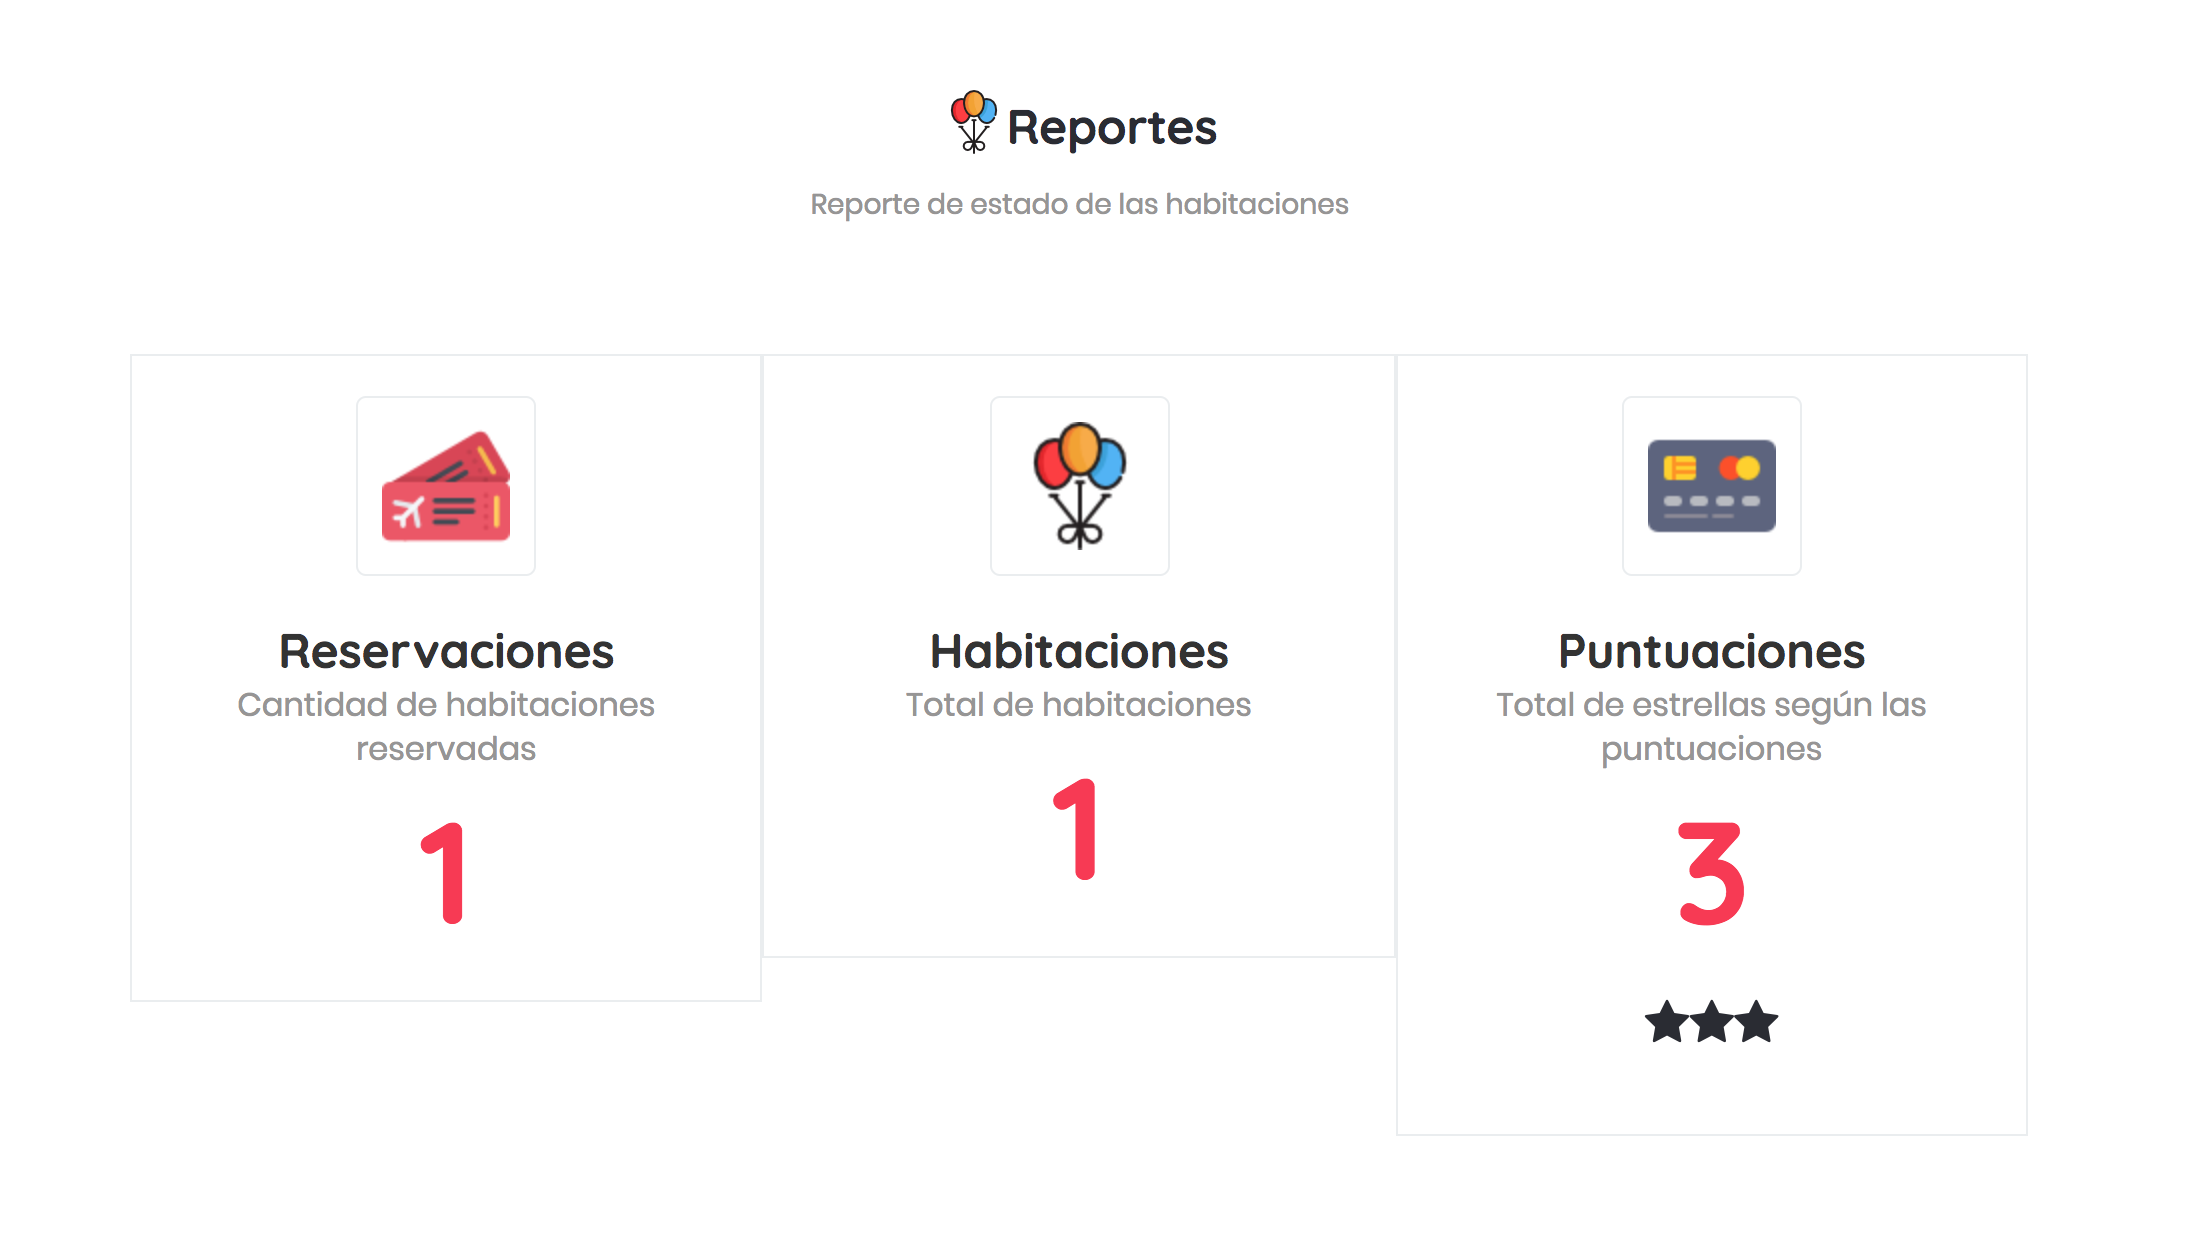 Reportes
Reporte de estado de las habitaciones
Reservaciones
Cantidad de habitaciones
reservadas
1
Habitaciones
Total de habitaciones
1
Puntuaciones
Total de estrellas según las
puntuaciones
3